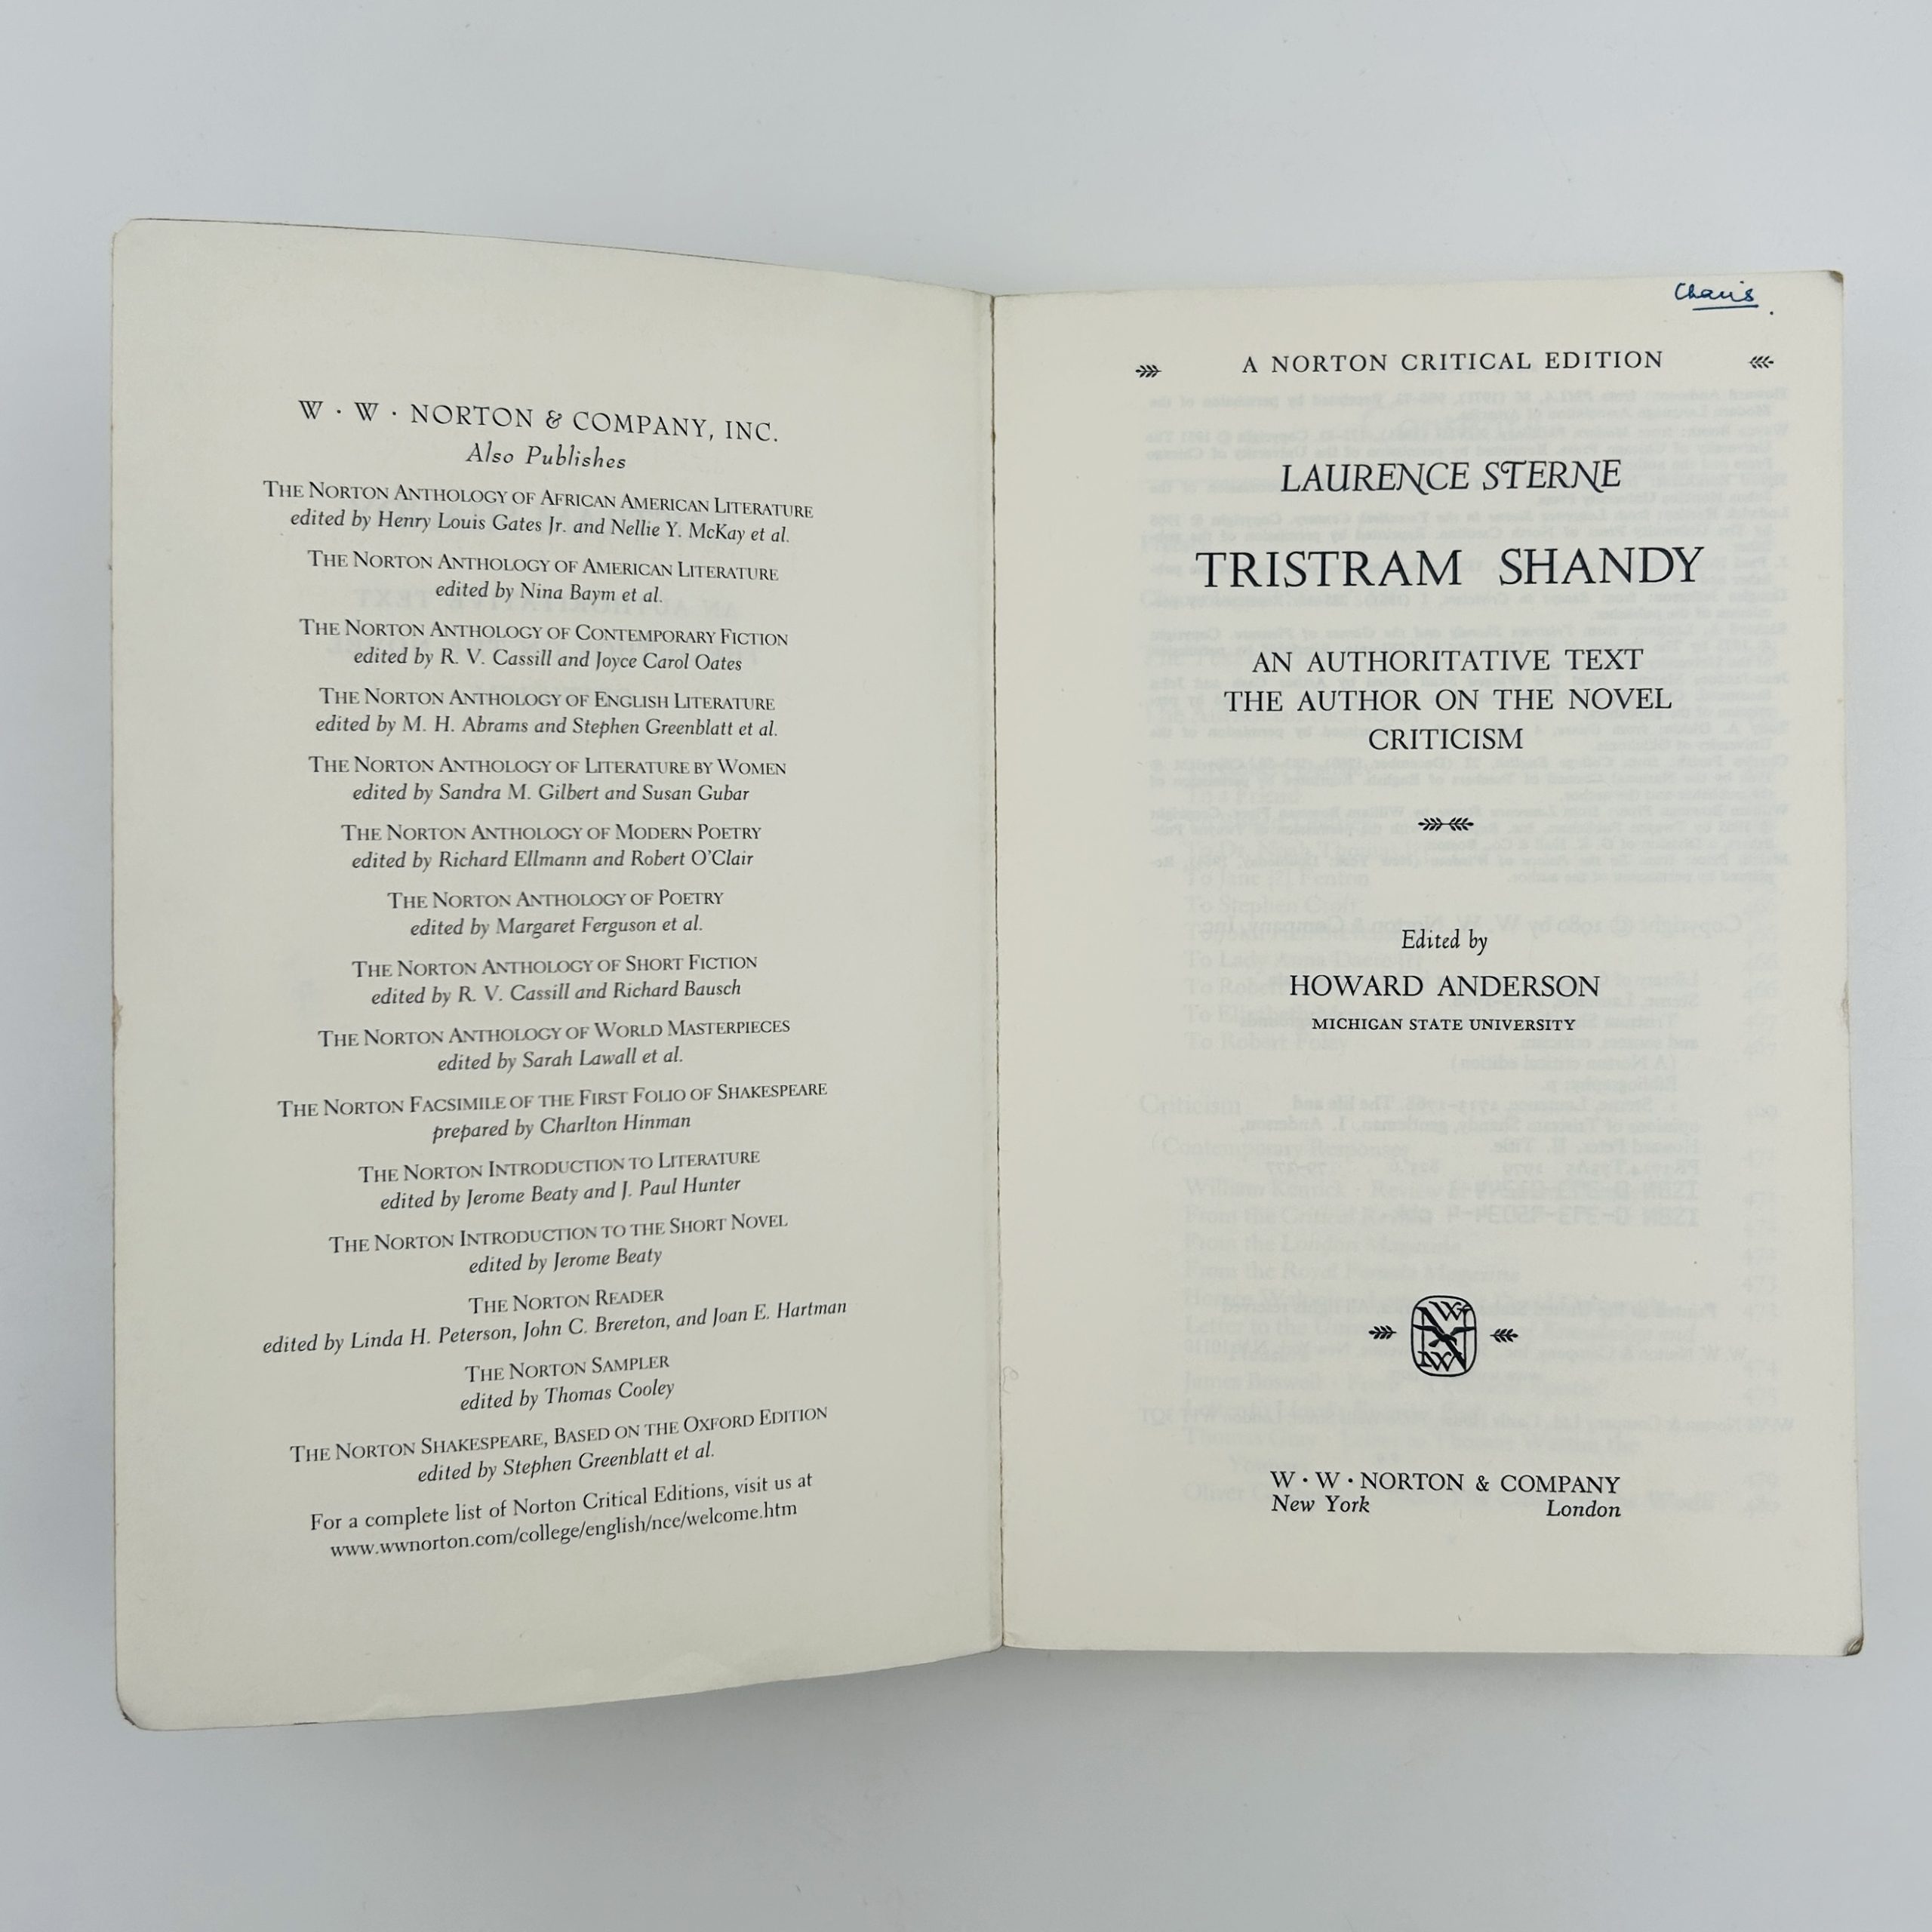 W · W · NORTON & COMPANY, INC.
Also Publishes
THE NORTON ANTHOLOGY OF AFRICAN AMERICAN LITERATURE
edited by Henry Louis Gates Jr. and Nellie Y. McKay et al.
THE NORTON ANTHOLOGY OF AMERICAN LITERATURE
edited by Nina Baym et al.
THE NORTON ANTHOLOGY OF CONTEMPORARY FICTION
edited by R. V. Cassill and Joyce Carol Oates
THE NORTON ANTHOLOGY OF ENGLISH LITERATURE
edited by M. H. Abrams and Stephen Greenblatt et al.
THE NORTON ANTHOLOGY OF LITERATURE BY WOMEN
edited by Sandra M. Gilbert and Susan Gubar
THE NORTON ANTHOLOGY OF MODERN POETRY
edited by Richard Ellmann and Robert O'Clair
THE NORTON ANTHOLOGY OF POETRY
edited by Margaret Ferguson et al.
THE NORTON ANTHOLOGY OF SHORT FICTION
edited by R. V. Cassill and Richard Bausch
THE NORTON ANTHOLOGY OF WORLD MASTERPIECES
edited by Sarah Lawall et al.
THE NORTON FACSIMILE OF THE FIRST FOLIO OF SHAKESPEARE
prepared by Charlton Hinman
THE NORTON INTRODUCTION TO LITERATURE
edited by Jerome Beaty and J. Paul Hunter
THE NORTON INTRODUCTION TO THE SHORT NOVEL
edited by Jerome Beaty
THE NORTON READER
edited by Linda H. Peterson, John C. Brereton, and Joan E. Hartman
THE NORTON SAMPLER
edited by Thomas Cooley
THE NORTON SHAKESPEARE, BASED ON THE OXFORD EDITION
edited by Stephen Greenblatt et al.
For a complete list of Norton Critical Editions, visit us at
www.wwnorton.com/college/english/nce/welcome.htm
A NORTON CRITICAL EDITION
LAURENCE STERNE
TRISTRAM SHANDY
AN AUTHORITATIVE TEXT
THE AUTHOR ON THE NOVEL
CRITICISM
Edited by
HOWARD ANDERSON
MICHIGAN STATE UNIVERSITY
W · W · NORTON & COMPANY
New York London